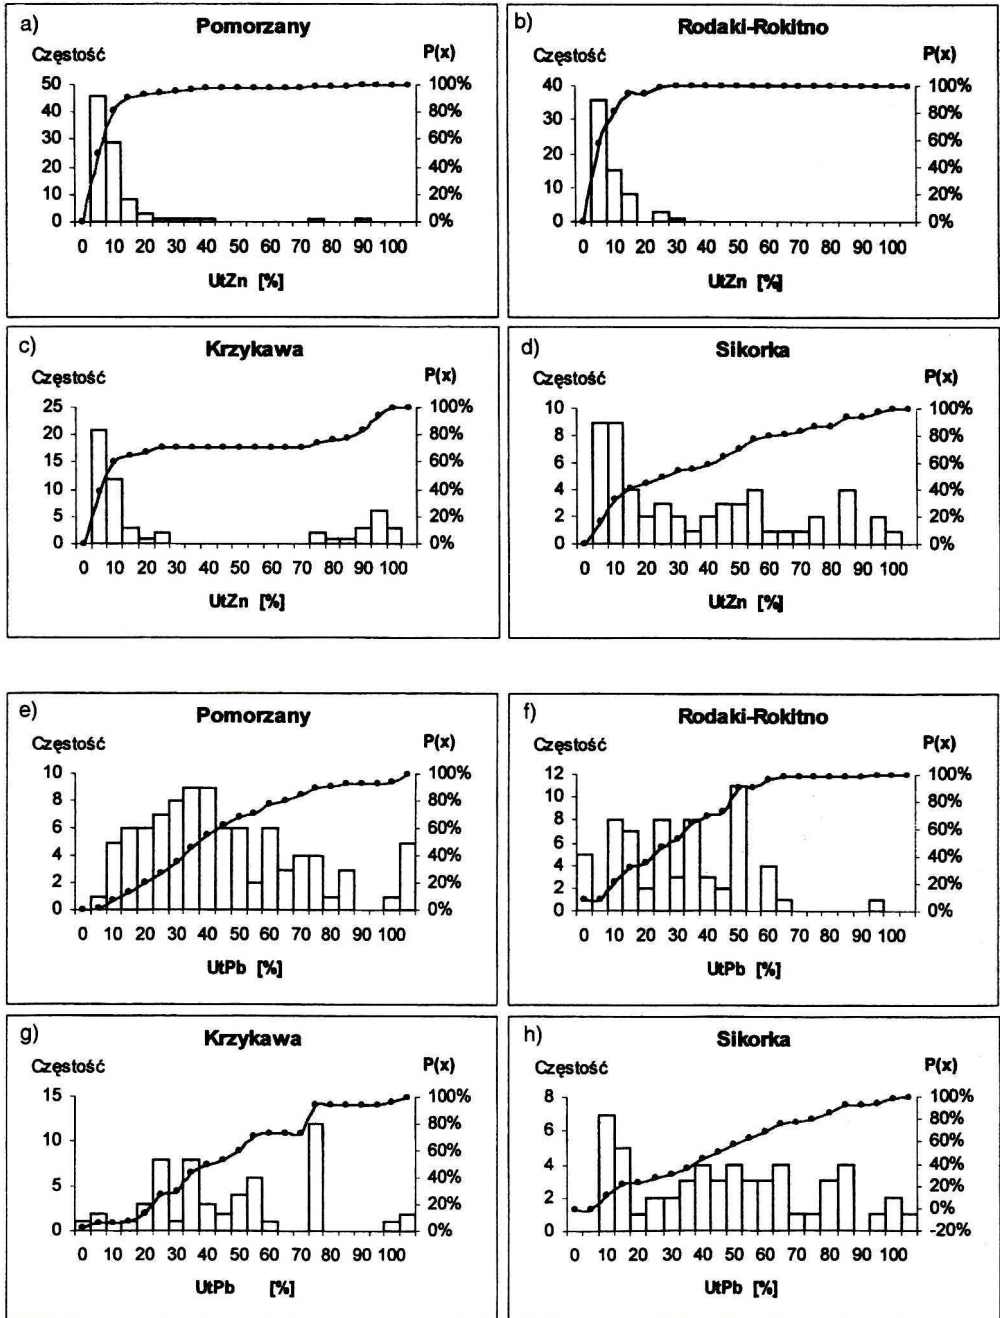 a) Pomorzany
Częstość P(x)
50 100%
40 80%
30 60%
20 40%
10 20%
0 0%
0 10 20 30 40 50 60 70 80 90 100
UtZn [%]
b) Rodaki-Rokitno
Częstość P(x)
40 100%
30 80%
20 60%
10 40%
0 20%
0%
0 10 20 30 40 50 60 70 80 90 100
UtZn [%]
c) Krzykawa
Częstość P(x)
25 100%
20 80%
15 60%
10 40%
5 20%
0 0%
0 10 20 30 40 50 60 70 80 90 100
UtZn [%]
d) Sikorka
Częstość P(x)
10 100%
8 80%
6 60%
4 40%
2 20%
0 0%
0 10 20 30 40 50 60 70 80 90 100
UtZn [%]
e) Pomorzany
Częstość P(x)
10 100%
8 80%
6 60%
4 40%
2 20%
0 0%
0 10 20 30 40 50 60 70 80 90 100
UtPb [%]
f) Rodaki-Rokitno
Częstość P(x)
12 100%
10 80%
8 60%
6 40%
4 20%
2 0%
0
0 10 20 30 40 50 60 70 80 90 100
UtPb [%]
g) Krzykawa
Częstość P(x)
15 100%
10 80%
5 60%
0 40%
20%
0%
0 10 20 30 40 50 60 70 80 90 100
UtPb [%]
h) Sikorka
Częstość P(x)
8 100%
6 80%
4 60%
2 40%
0 20%
0%
-20%
0 10 20 30 40 50 60 70 80 90 100
UtPb [%]